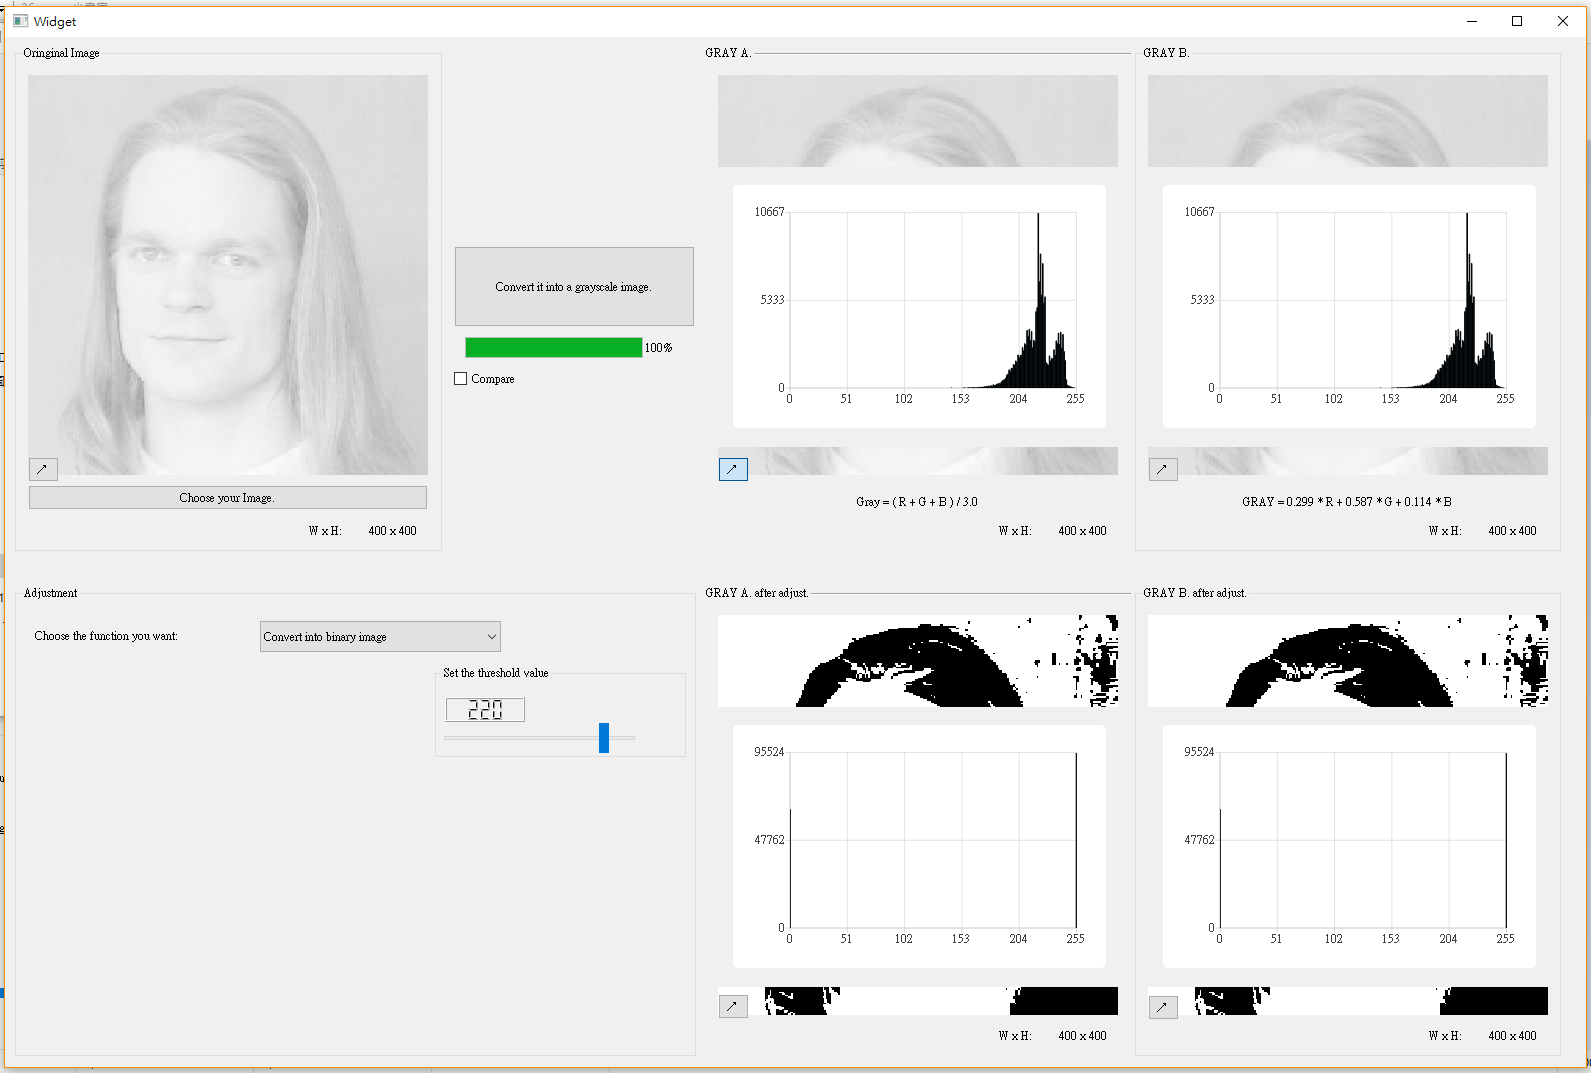 Widget
Oringinal Image
Choose your Image.
W x H: 400 x 400
Convert it into a grayscale image.
100%
Compare
GRAY A.
10667
5333
0
0 51 102 153 204 255
Gray = ( R + G + B ) / 3.0
W x H: 400 x 400
GRAY B.
10667
5333
0
0 51 102 153 204 255
GRAY = 0.299 * R + 0.587 * G + 0.114 * B
W x H: 400 x 400
Adjustment
Choose the function you want: Convert into binary image
Set the threshold value
220
GRAY A. after adjust.
95524
47762
0
0 51 102 153 204 255
W x H: 400 x 400
GRAY B. after adjust.
95524
47762
0
0 51 102 153 204 255
W x H: 400 x 400